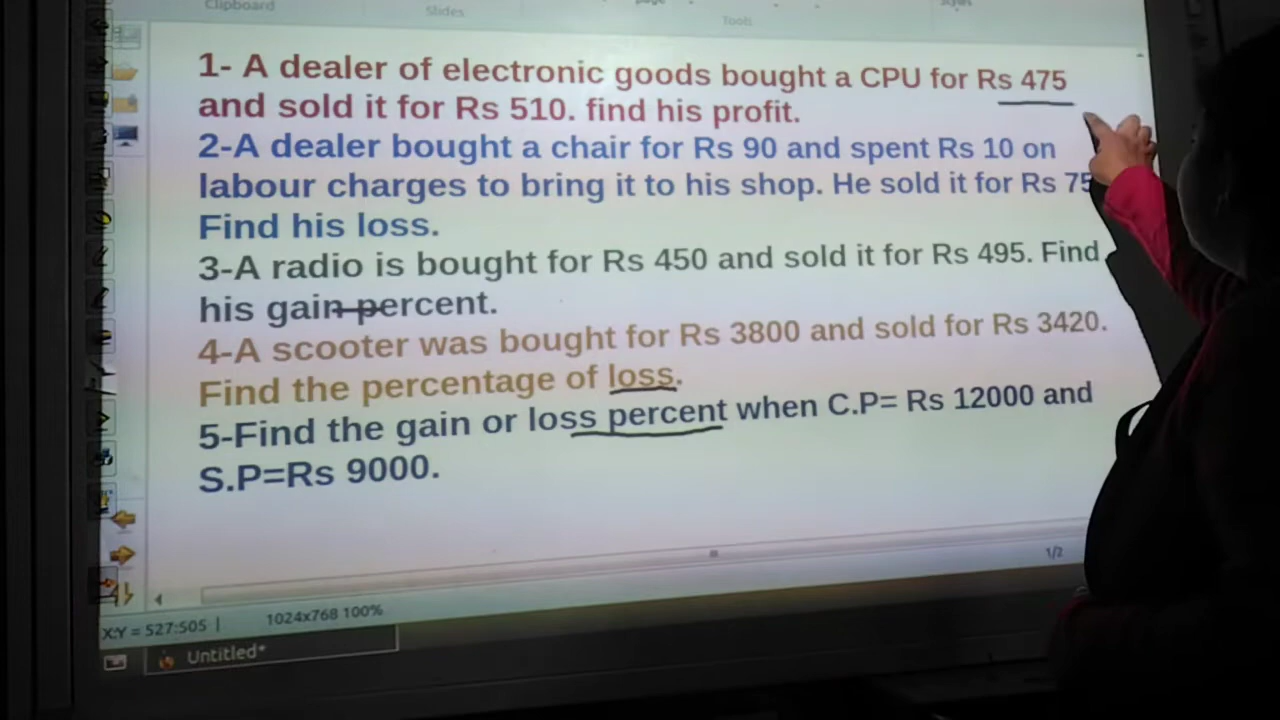 Clipboard
Slides
Tools
1- A dealer of electronic goods bought a CPU for Rs 475
and sold it for Rs 510. find his profit.
2-A dealer bought a chair for Rs 90 and spent Rs 10 on
labour charges to bring it to his shop. He sold it for Rs 75
Find his loss.
3-A radio is bought for Rs 450 and sold it for Rs 495. Find
his gain percent.
4-A scooter was bought for Rs 3800 and sold for Rs 3420.
Find the percentage of loss.
5-Find the gain or loss percent when C.P= Rs 12000 and
S.P=Rs 9000.
1/2
X:Y = 527:505 | 1024x768 100%
Untitled*